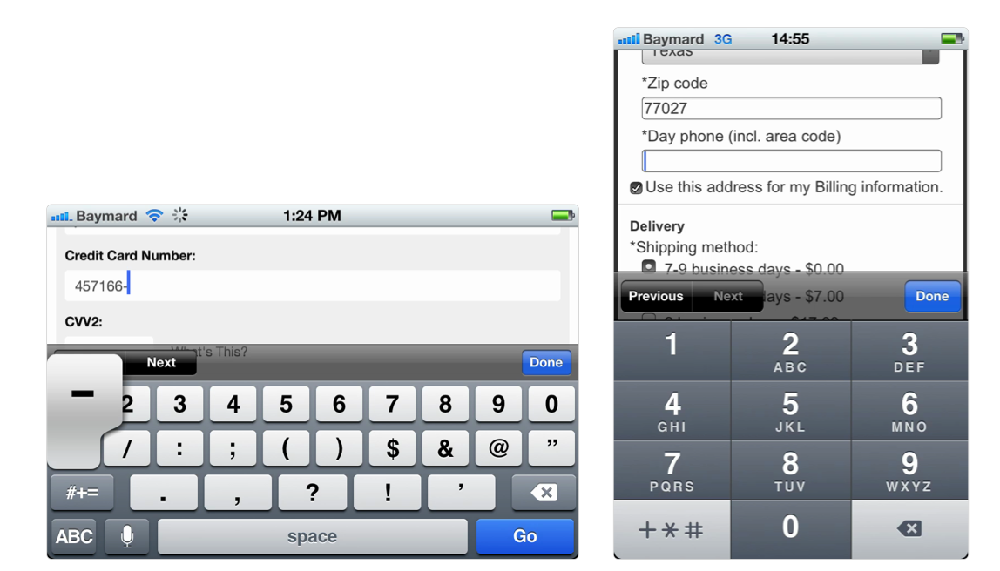 Baymard 1:24 PM
Credit Card Number:
457166-
CVV2:
What's This?
Next Done
-
2 3 4 5 6 7 8 9 0
/ : ; ( ) $ & @ ”
#+= . , ? ! ’
ABC space Go
Baymard 3G 14:55
Texas
*Zip code
77027
*Day phone (incl. area code)
Use this address for my Billing information.
Delivery
*Shipping method:
7-9 business days - $0.00
Previous Next days - $7.00 Done
1 2 3
ABC DEF
4 5 6
GHI JKL MNO
7 8 9
PQRS TUV WXYZ
+*# 0